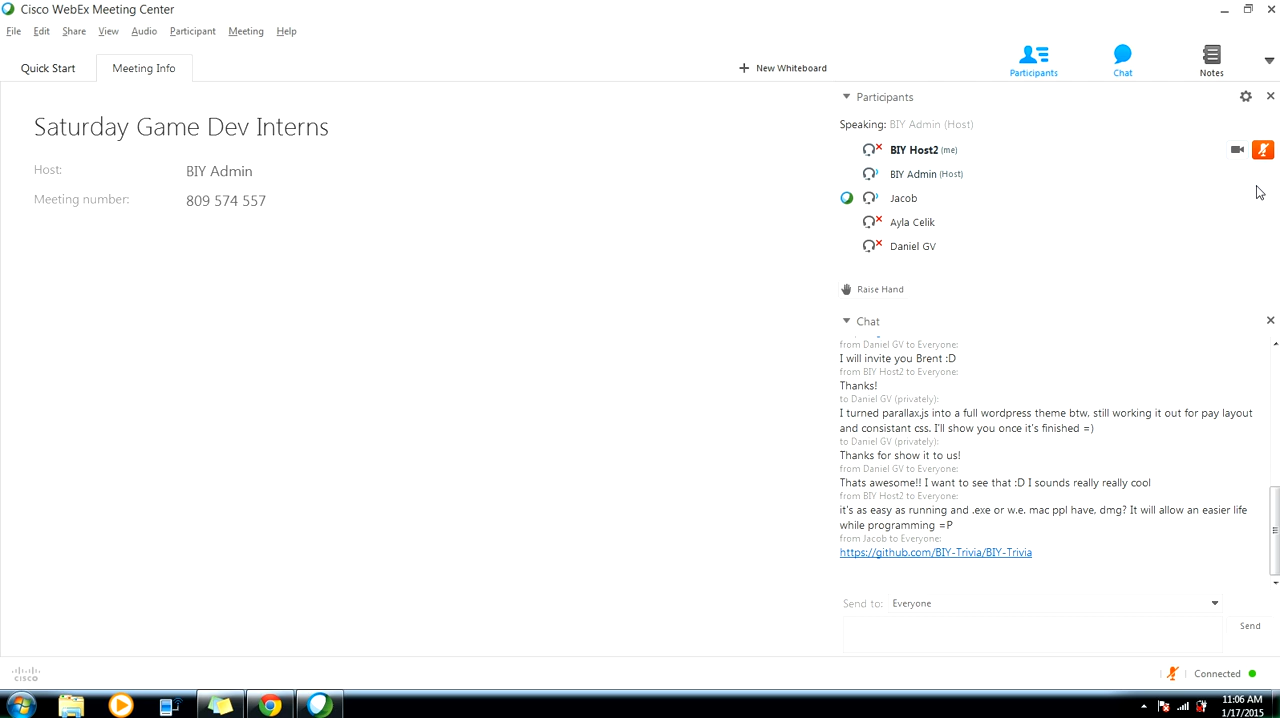 Cisco WebEx Meeting Center
File Edit Share View Audio Participant Meeting Help
Quick Start Meeting Info
New Whiteboard
Participants Chat Notes
Saturday Game Dev Interns
Host: BIY Admin
Meeting number: 809 574 557
Participants
Speaking: BIY Admin (Host)
BIY Host2 (me)
BIY Admin (Host)
Jacob
Ayla Celik
Daniel GV
Raise Hand
Chat
from Daniel GV to Everyone:
I will invite you Brent :D
from BIY Host2 to Everyone:
Thanks!
to Daniel GV (privately):
I turned parallax.js into a full wordpress theme btw. still working it out for pay layout
and consistant css. I'll show you once it's finished =)
to Daniel GV (privately):
Thanks for show it to us!
from Daniel GV to Everyone:
Thats awesome!! I want to see that :D I sounds really really cool
from BIY Host2 to Everyone:
it's as easy as running and .exe or w.e. mac ppl have, dmg? It will allow an easier life
while programming =P
from Jacob to Everyone:
https://github.com/BIY-Trivia/BIY-Trivia
Send to: Everyone
Send
cisco
Connected
11:06 AM
1/17/2015